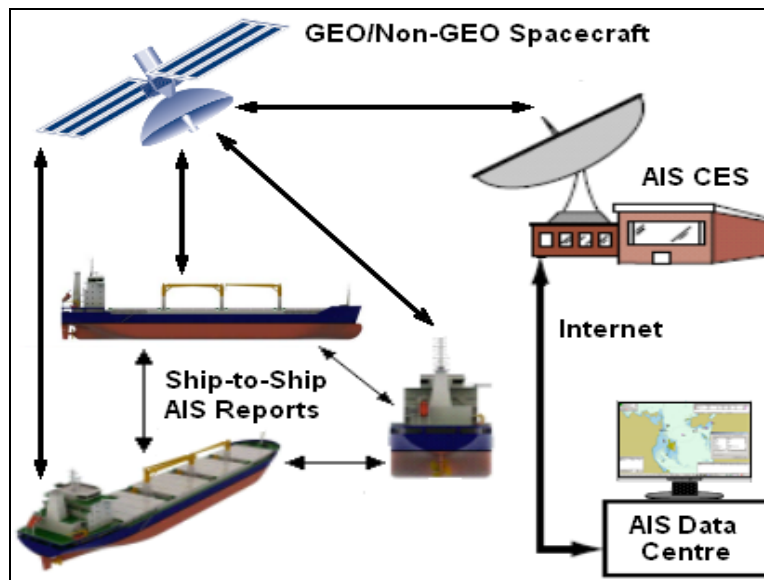 GEO/Non-GEO Spacecraft
AIS CES
Internet
Ship-to-Ship
AIS Reports
AIS Data
Centre